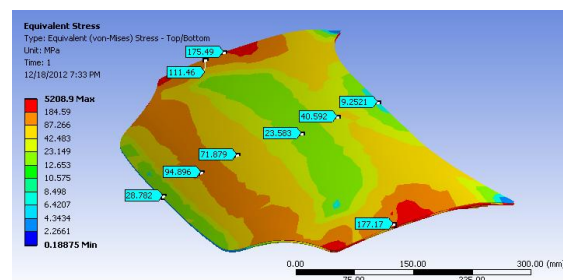 Equivalent Stress
Type: Equivalent (von-Mises) Stress - Top/Bottom
Unit: MPa
Time: 1
12/18/2012 7:33 PM
5208.9 Max
184.59
87.266
42.483
23.149
12.653
10.575
8.498
6.4207
4.3434
2.2661
0.18875 Min
175.49
111.46
9.2521
40.592
23.583
71.879
94.896
28.782
177.17
0.00 150.00 300.00 (mm)
75.00 225.00